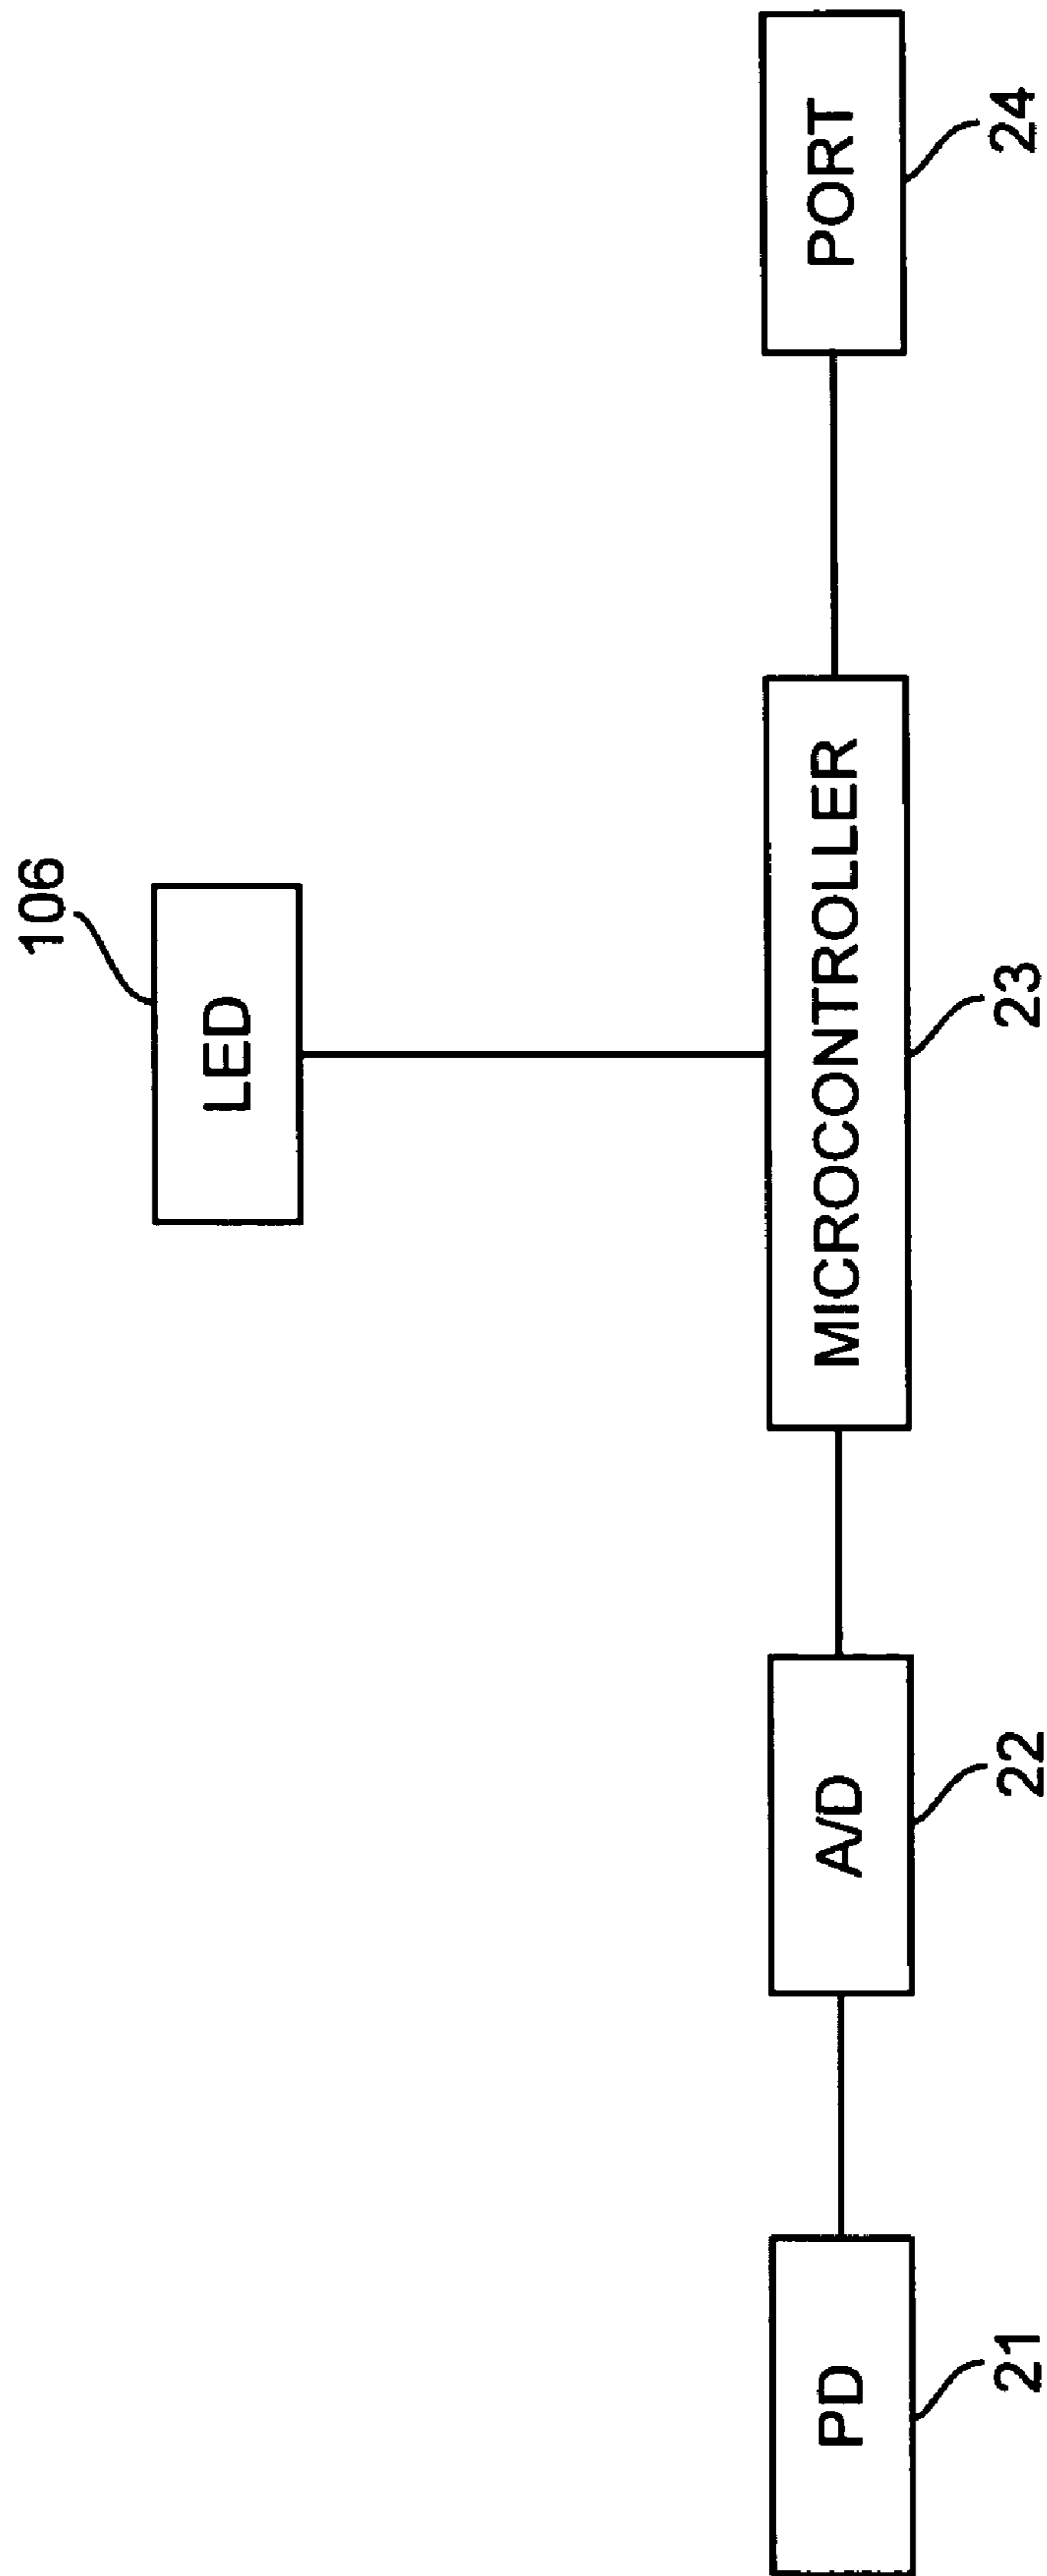 106
LED
PD
A/D
MICROCONTROLLER
PORT
21
22
23
24